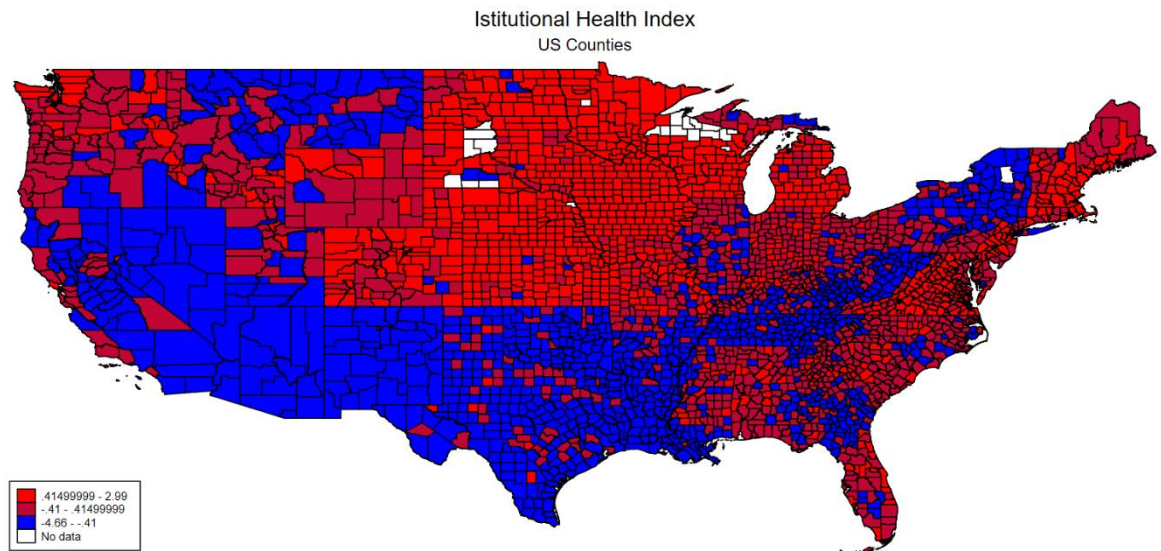 Istitutional Health Index
US Counties
.41499999 - 2.99
-.41 - .41499999
-4.66 - -.41
No data